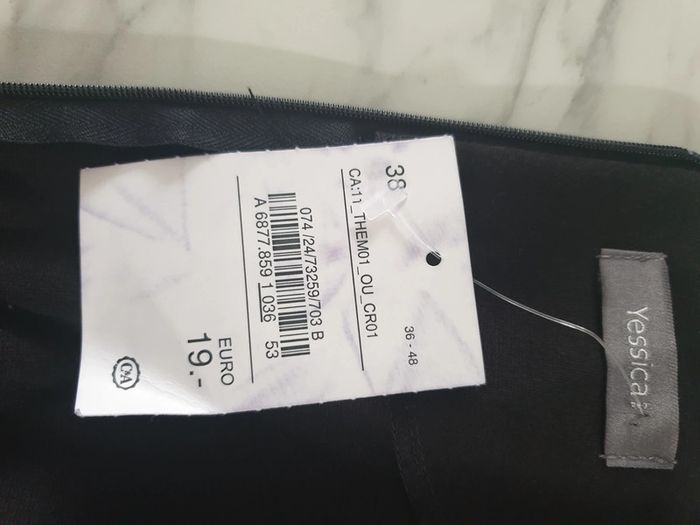 38
36 - 48
CA:11_THEM01_OU_CR01
074 /24/73259/703 B
A 6877.859 1 036 53
EURO
19.-
C&A
Yessica